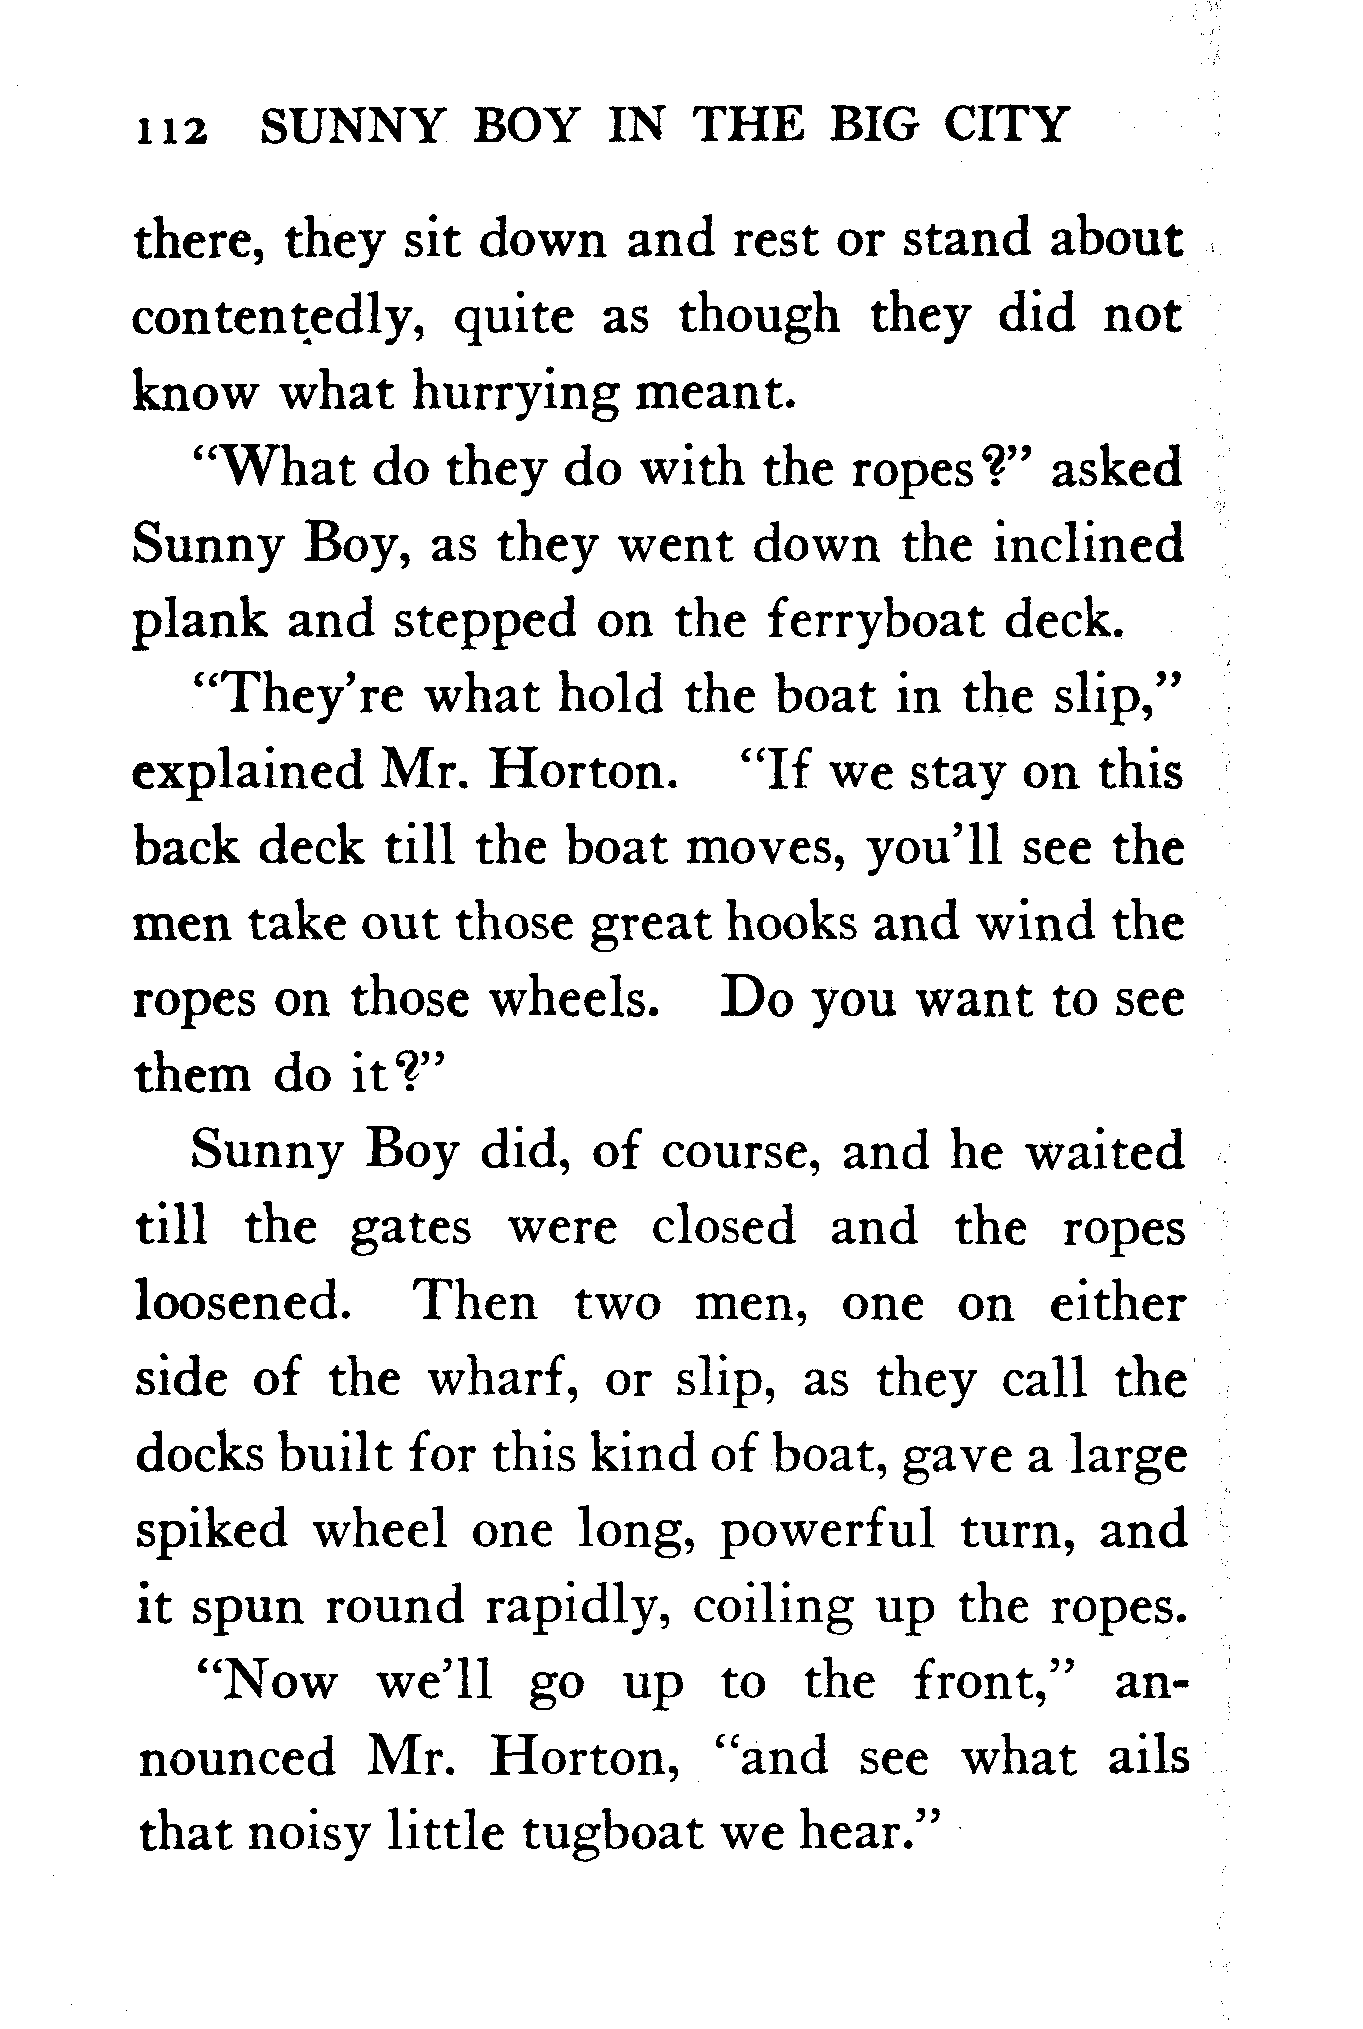 112 SUNNY BOY IN THE BIG CITY
there, they sit down and rest or stand about
contentedly, quite as though they did not
know what hurrying meant.
“What do they do with the ropes?” asked
Sunny Boy, as they went down the inclined
plank and stepped on the ferryboat deck.
“They’re what hold the boat in the slip,”
explained Mr. Horton. “If we stay on this
back deck till the boat moves, you’ll see the
men take out those great hooks and wind the
ropes on those wheels. Do you want to see
them do it?”
Sunny Boy did, of course, and he waited
till the gates were closed and the ropes
loosened. Then two men, one on either
side of the wharf, or slip, as they call the
docks built for this kind of boat, gave a large
spiked wheel one long, powerful turn, and
it spun round rapidly, coiling up the ropes.
“Now we’ll go up to the front,” an-
nounced Mr. Horton, “and see what ails
that noisy little tugboat we hear.”